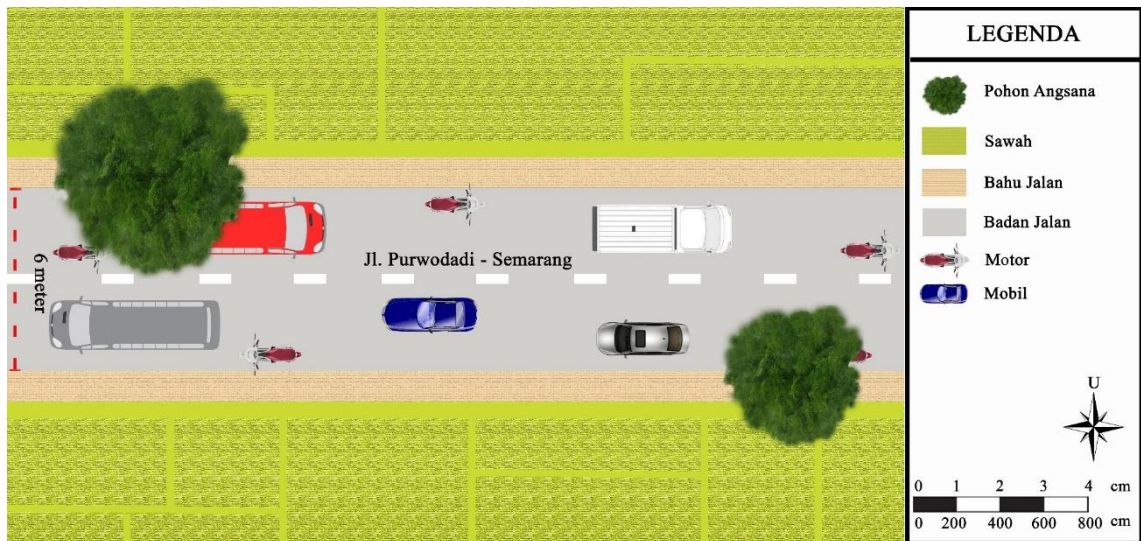 6 meter
Jl. Purwodadi - Semarang
LEGENDA
Pohon Angsana
Sawah
Bahu Jalan
Badan Jalan
Motor
Mobil
U
0 1 2 3 4 cm
0 200 400 600 800 cm